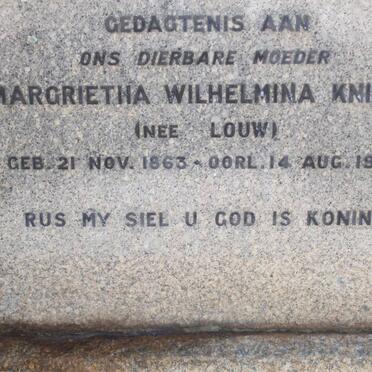 GEDAGTENIS AAN
ONS DIERBARE MOEDER
MARGRIETHA WILHELMINA KNI
(NEE LOUW)
GEB. 21 NOV. 1863 - OORL. 14 AUG. 19
RUS MY SIEL U GOD IS KONIN